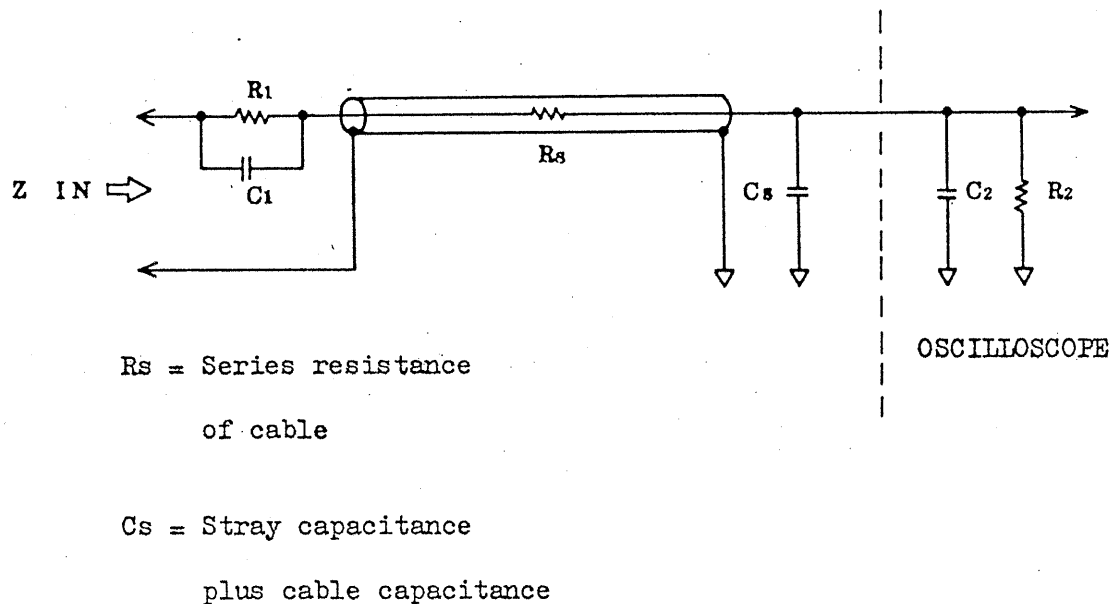 R1
C1
Z IN
Rs
Cs
C2
R2
OSCILLOSCOPE
Rs = Series resistance
of cable
Cs = Stray capacitance
plus cable capacitance